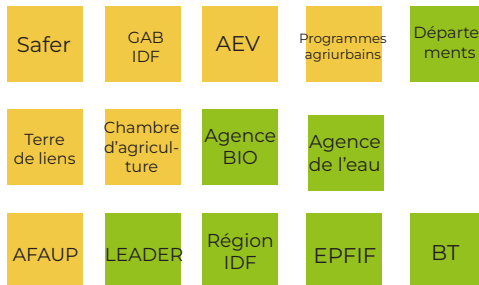 Safer
GAB
IDF
AEV
Programmes
agriurbains
Départe
ments
Terre
de liens
Chambre
d'agricul-
ture
Agence
BIO
Agence
de l'eau
AFAUP
LEADER
Région
IDF
EPFIF
BT